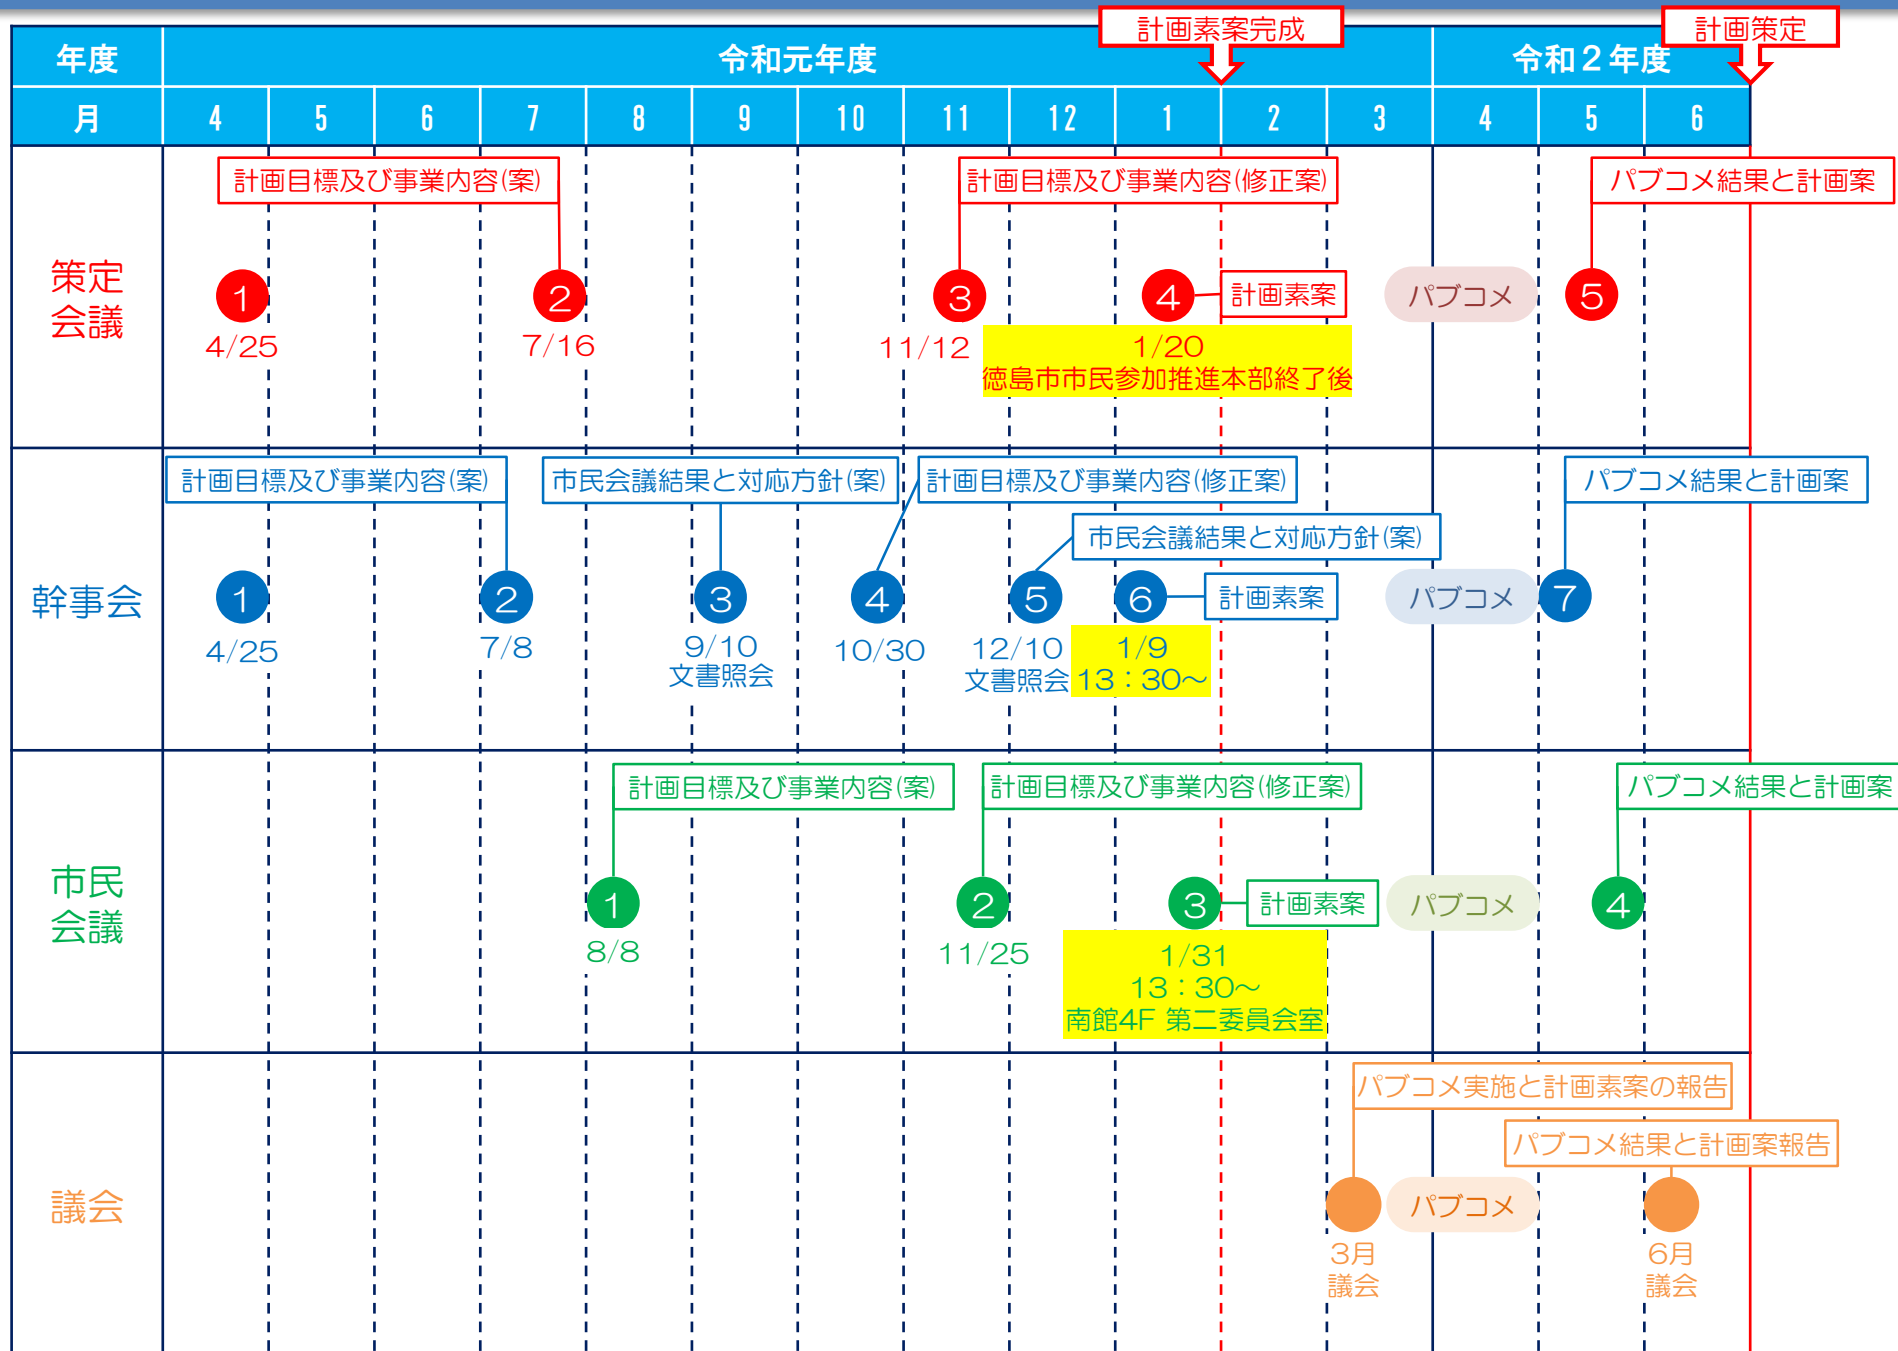 計画素案完成
計画策定
年度
令和元年度
令和２年度
月
4
5
6
7
8
9
10
11
12
1
2
3
4
5
6
策定
会議
計画目標及び事業内容(案)
計画目標及び事業内容(修正案)
パブコメ結果と計画案
1
2
3
4
計画素案
パブコメ
5
4/25
7/16
11/12
1/20
徳島市市民参加推進本部終了後
幹事会
計画目標及び事業内容(案)
市民会議結果と対応方針(案)
計画目標及び事業内容(修正案)
パブコメ結果と計画案
市民会議結果と対応方針(案)
1
2
3
4
5
6
計画素案
パブコメ
7
4/25
7/8
9/10
文書照会
10/30
12/10
文書照会
1/9
13：30～
市民
会議
計画目標及び事業内容(案)
計画目標及び事業内容(修正案)
パブコメ結果と計画案
1
2
3
計画素案
パブコメ
4
8/8
11/25
1/31
13：30～
南館4F 第二委員会室
議会
パブコメ実施と計画素案の報告
パブコメ結果と計画案報告
パブコメ
3月
議会
6月
議会